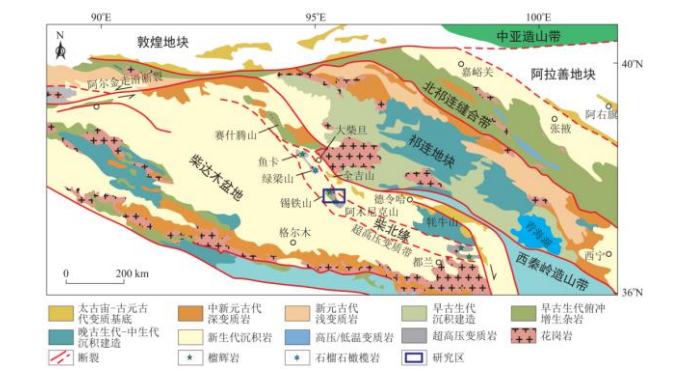 90°E
95°E
100°E
N
敦煌地块
中亚造山带
40°N
嘉峪关
阿拉善地块
阿尔金走滑断裂
北祁连缝合带
阿右旗
张掖
赛什腾山
大柴旦
祁连地块
鱼卡
柴达木盆地
绿梁山
全吉山
锡铁山
德令哈
阿木尼克山
牦牛山
青海湖
柴北缘
超高压变质带
格尔木
西宁
都兰
西秦岭造山带
0 200 km
36°N
太古宙-古元古
代变质基底
中新元古代
深变质岩
新元古代
浅变质岩
早古生代
沉积建造
早古生代俯冲
增生杂岩
晚古生代-中生代
沉积建造
新生代沉积岩
高压/低温变质岩
超高压变质岩
花岗岩
断裂
榴辉岩
石榴石橄榄岩
研究区